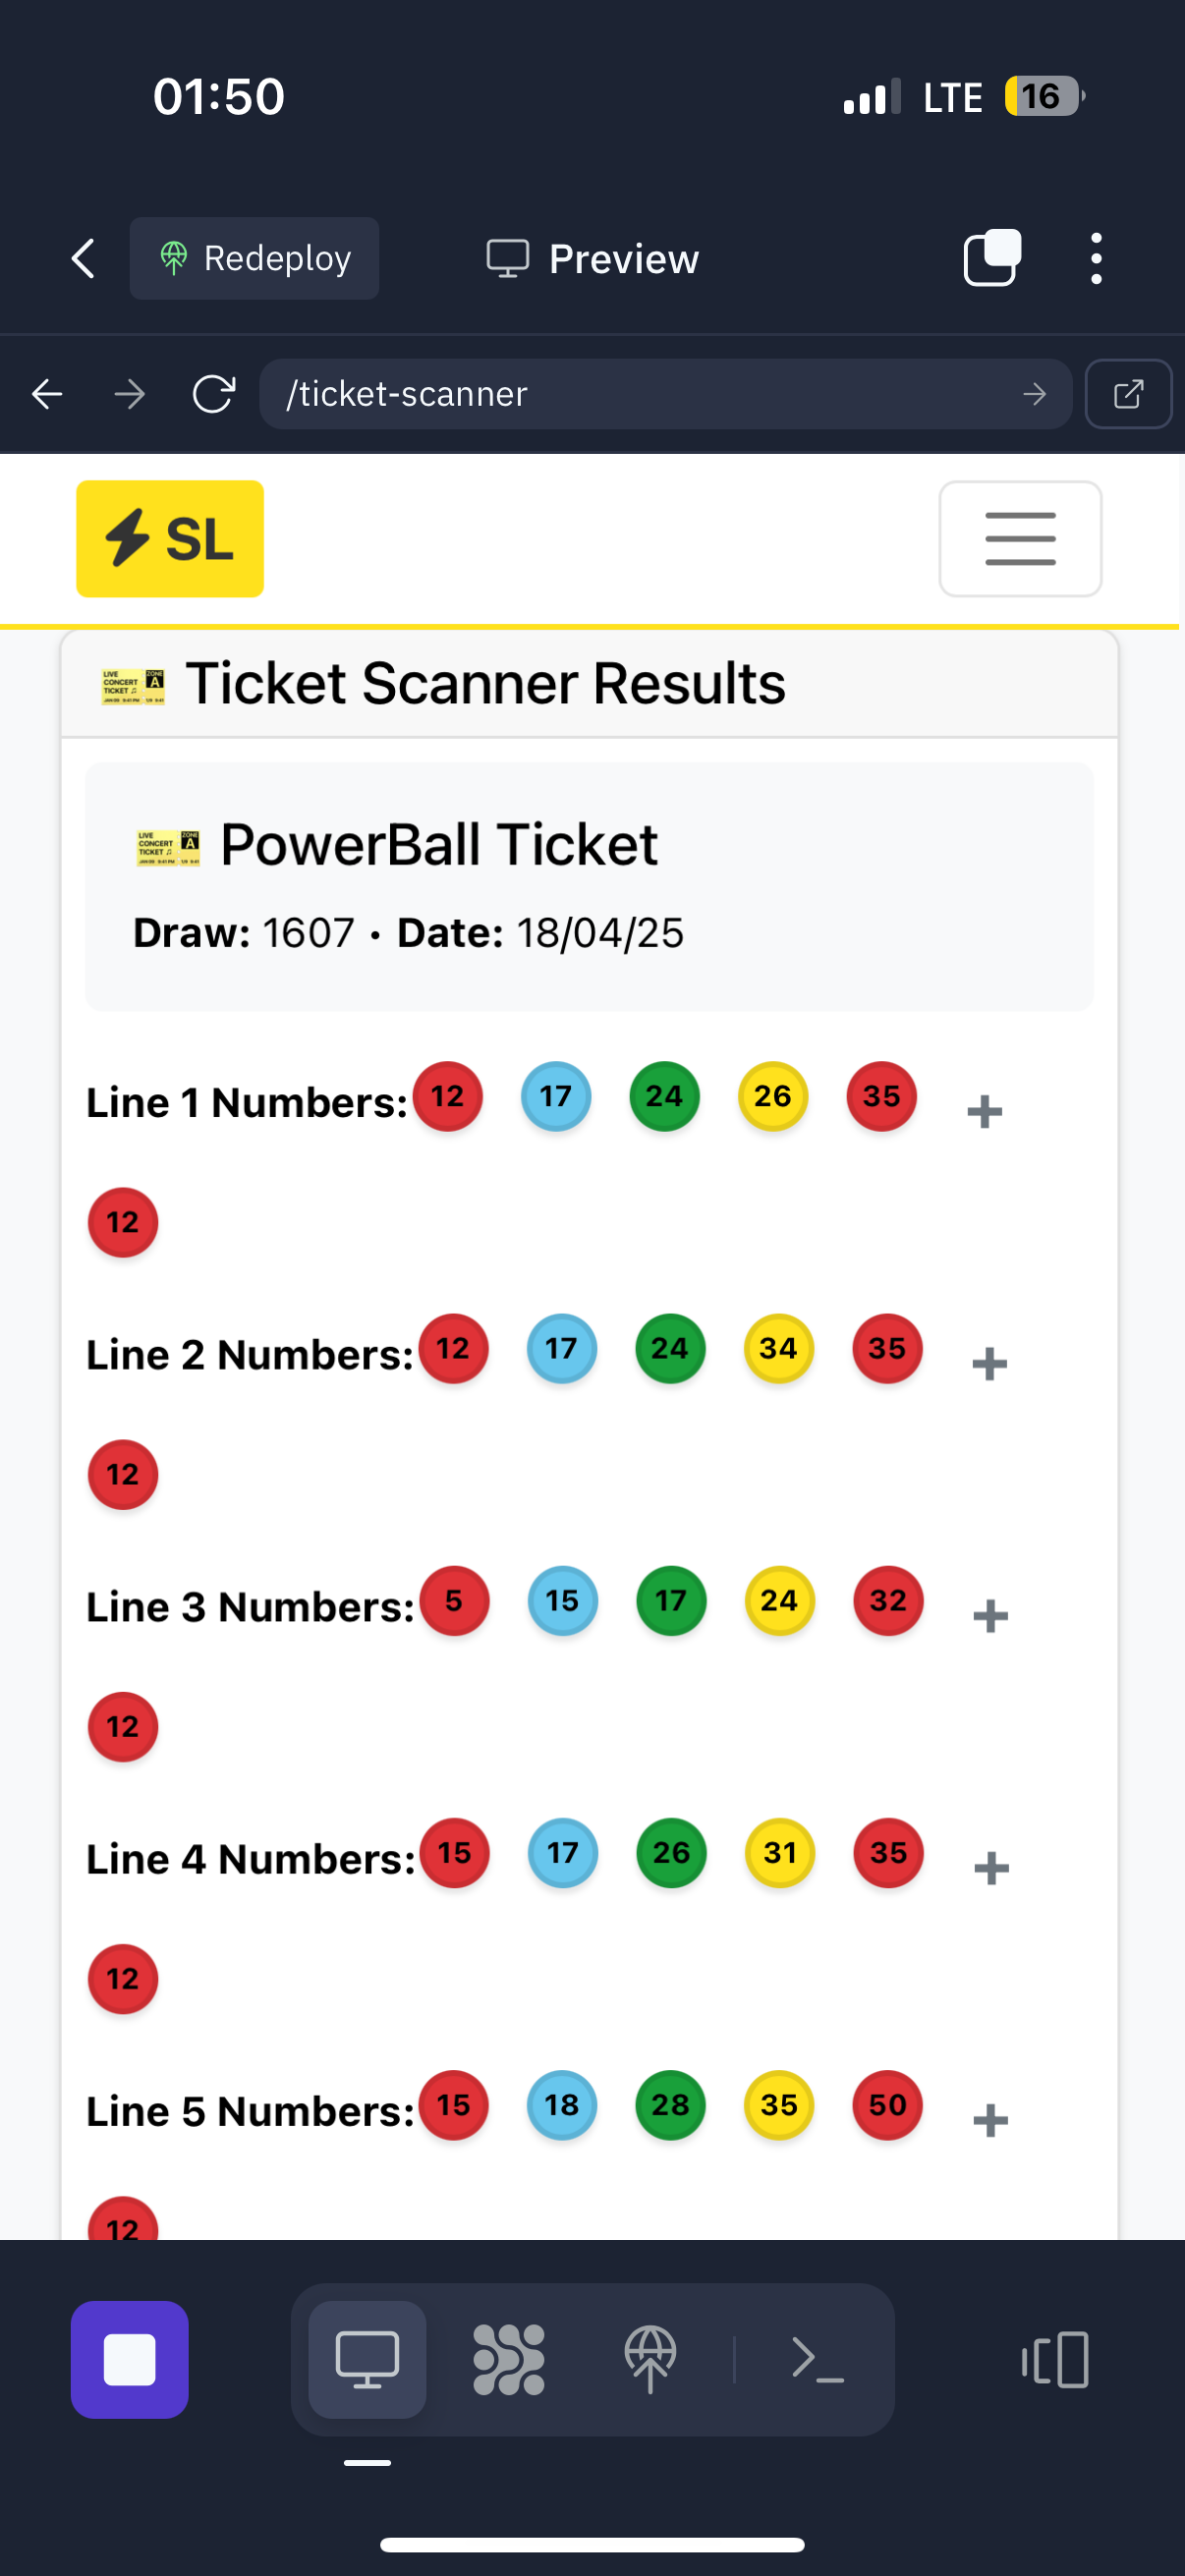 01:50
LTE 16
Redeploy
Preview
/ticket-scanner
SL
Ticket Scanner Results
PowerBall Ticket
Draw: 1607 • Date: 18/04/25
Line 1 Numbers: 12 17 24 26 35 +
12
Line 2 Numbers: 12 17 24 34 35 +
12
Line 3 Numbers: 5 15 17 24 32 +
12
Line 4 Numbers: 15 17 26 31 35 +
12
Line 5 Numbers: 15 18 28 35 50 +
12